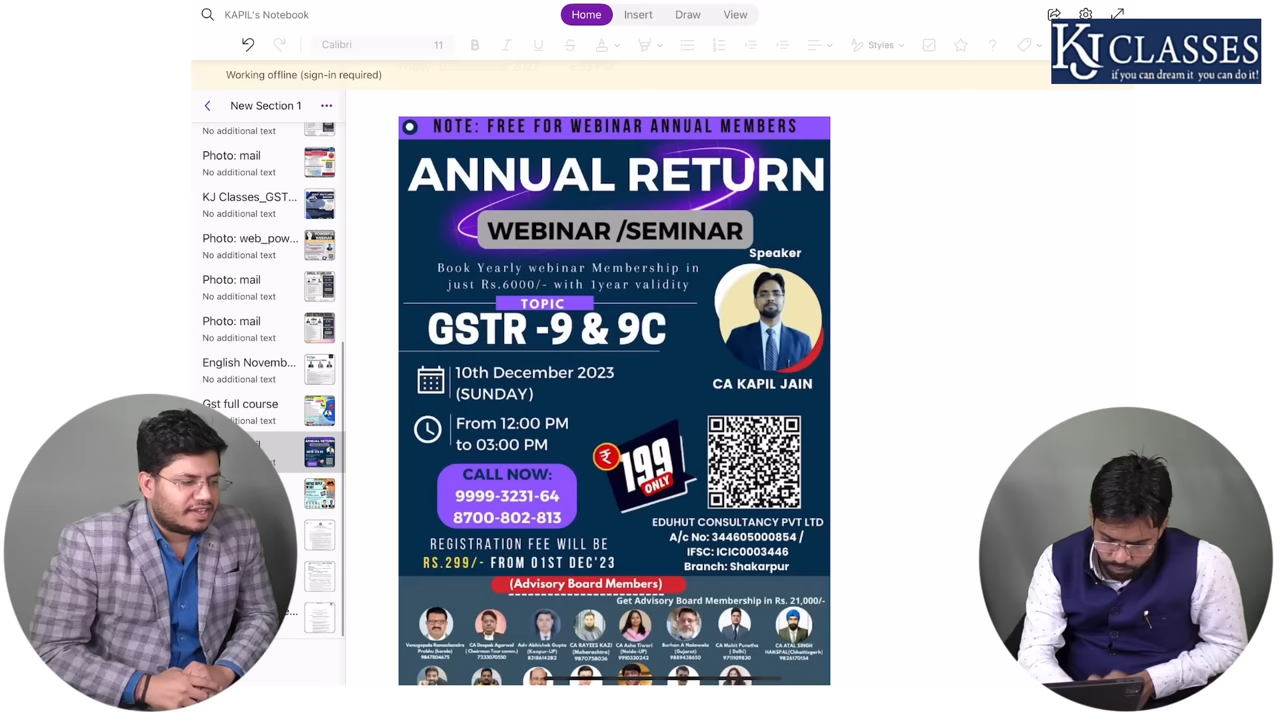 KAPIL's Notebook
Home
Insert
Draw
View
Calibri
11
B
I
U
S
A
Styles
?
KJ CLASSES
if you can dream it you can do it!
Working offline (sign-in required)
New Section 1
No additional text
Photo: mail
No additional text
KJ Classes_GST...
No additional text
Photo: web_pow...
No additional text
Photo: mail
No additional text
Photo: mail
No additional text
English Novemb...
No additional text
Gst full course
NOTE: FREE FOR WEBINAR ANNUAL MEMBERS
ANNUAL RETURN
WEBINAR /SEMINAR
Speaker
Book Yearly webinar Membership in
just Rs.6000/- with 1year validity
TOPIC
GSTR -9 & 9C
CA KAPIL JAIN
10th December 2023
(SUNDAY)
From 12:00 PM
to 03:00 PM
₹ 199
ONLY
CALL NOW:
9999-3231-64
8700-802-813
EDUHUT CONSULTANCY PVT LTD
A/c No: 344605000854 /
IFSC: ICIC0003446
Branch: Shakarpur
REGISTRATION FEE WILL BE
RS.299/- FROM 01ST DEC'23
(Advisory Board Members)
Get Advisory Board Membership in Rs. 21,000/-